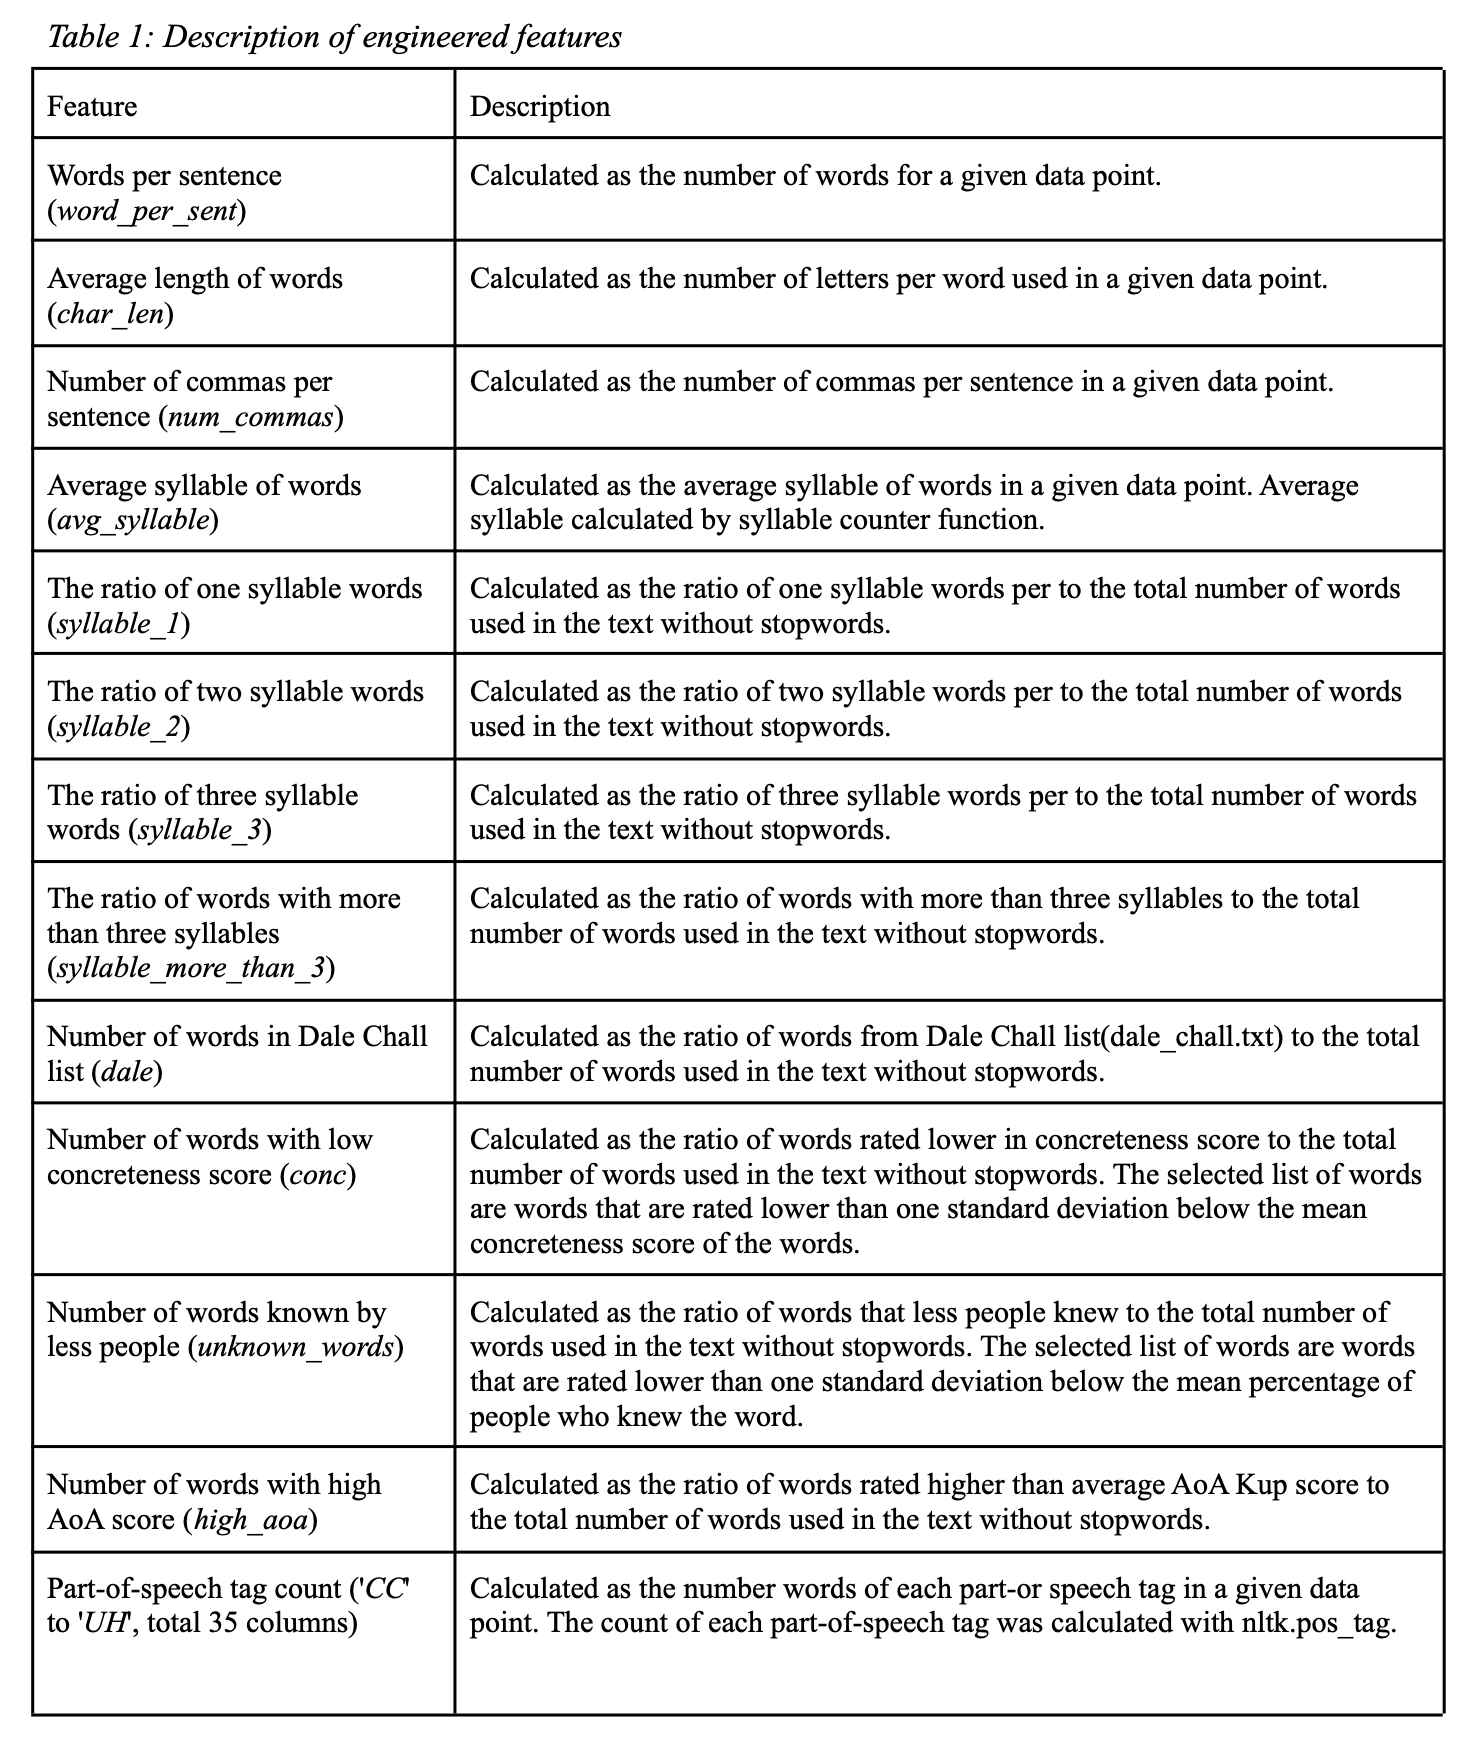 Table 1: Description of engineered features
Feature
Description
Words per sentence
(word_per_sent)
Calculated as the number of words for a given data point.
Average length of words
(char_len)
Calculated as the number of letters per word used in a given data point.
Number of commas per
sentence (num_commas)
Calculated as the number of commas per sentence in a given data point.
Average syllable of words
(avg_syllable)
Calculated as the average syllable of words in a given data point. Average
syllable calculated by syllable counter function.
The ratio of one syllable words
(syllable_1)
Calculated as the ratio of one syllable words per to the total number of words
used in the text without stopwords.
The ratio of two syllable words
(syllable_2)
Calculated as the ratio of two syllable words per to the total number of words
used in the text without stopwords.
The ratio of three syllable
words (syllable_3)
Calculated as the ratio of three syllable words per to the total number of words
used in the text without stopwords.
The ratio of words with more
than three syllables
(syllable_more_than_3)
Calculated as the ratio of words with more than three syllables to the total
number of words used in the text without stopwords.
Number of words in Dale Chall
list (dale)
Calculated as the ratio of words from Dale Chall list(dale_chall.txt) to the total
number of words used in the text without stopwords.
Number of words with low
concreteness score (conc)
Calculated as the ratio of words rated lower in concreteness score to the total
number of words used in the text without stopwords. The selected list of words
are words that are rated lower than one standard deviation below the mean
concreteness score of the words.
Number of words known by
less people (unknown_words)
Calculated as the ratio of words that less people knew to the total number of
words used in the text without stopwords. The selected list of words are words
that are rated lower than one standard deviation below the mean percentage of
people who knew the word.
Number of words with high
AoA score (high_aoa)
Calculated as the ratio of words rated higher than average AoA Kup score to
the total number of words used in the text without stopwords.
Part-of-speech tag count ('CC'
to 'UH', total 35 columns)
Calculated as the number words of each part-or speech tag in a given data
point. The count of each part-of-speech tag was calculated with nltk.pos_tag.